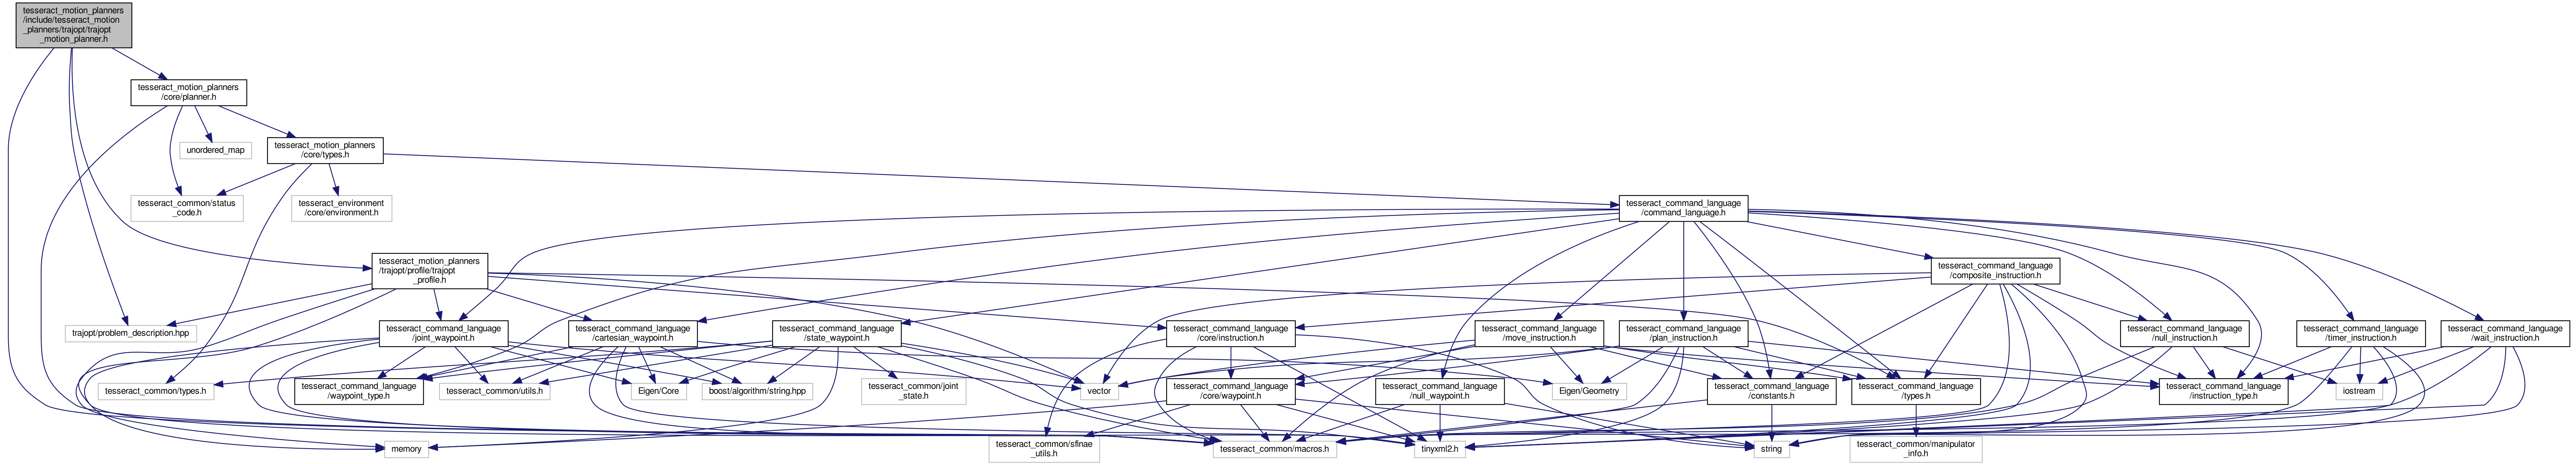 tesseract_motion_planners
/include/tesseract_motion
_planners/trajopt/trajopt
_motion_planner.h
tesseract_motion_planners
/core/planner.h
unordered_map
tesseract_motion_planners
/core/types.h
tesseract_common/status
_code.h
tesseract_environment
/core/environment.h
tesseract_command_language
/command_language.h
tesseract_motion_planners
/trajopt/profile/trajopt
_profile.h
tesseract_command_language
/composite_instruction.h
trajopt/problem_description.hpp
tesseract_command_language
/joint_waypoint.h
tesseract_command_language
/cartesian_waypoint.h
tesseract_command_language
/state_waypoint.h
tesseract_command_language
/core/instruction.h
tesseract_command_language
/move_instruction.h
tesseract_command_language
/plan_instruction.h
tesseract_command_language
/null_instruction.h
tesseract_command_language
/timer_instruction.h
tesseract_command_language
/wait_instruction.h
tesseract_common/types.h
tesseract_command_language
/waypoint_type.h
tesseract_common/utils.h
Eigen/Core
boost/algorithm/string.hpp
tesseract_common/joint
_state.h
vector
tesseract_command_language
/core/waypoint.h
tesseract_command_language
/null_waypoint.h
Eigen/Geometry
tesseract_command_language
/constants.h
tesseract_command_language
/types.h
tesseract_command_language
/instruction_type.h
iostream
memory
tesseract_common/sfinae
_utils.h
tesseract_common/macros.h
tinyxml2.h
string
tesseract_common/manipulator
_info.h